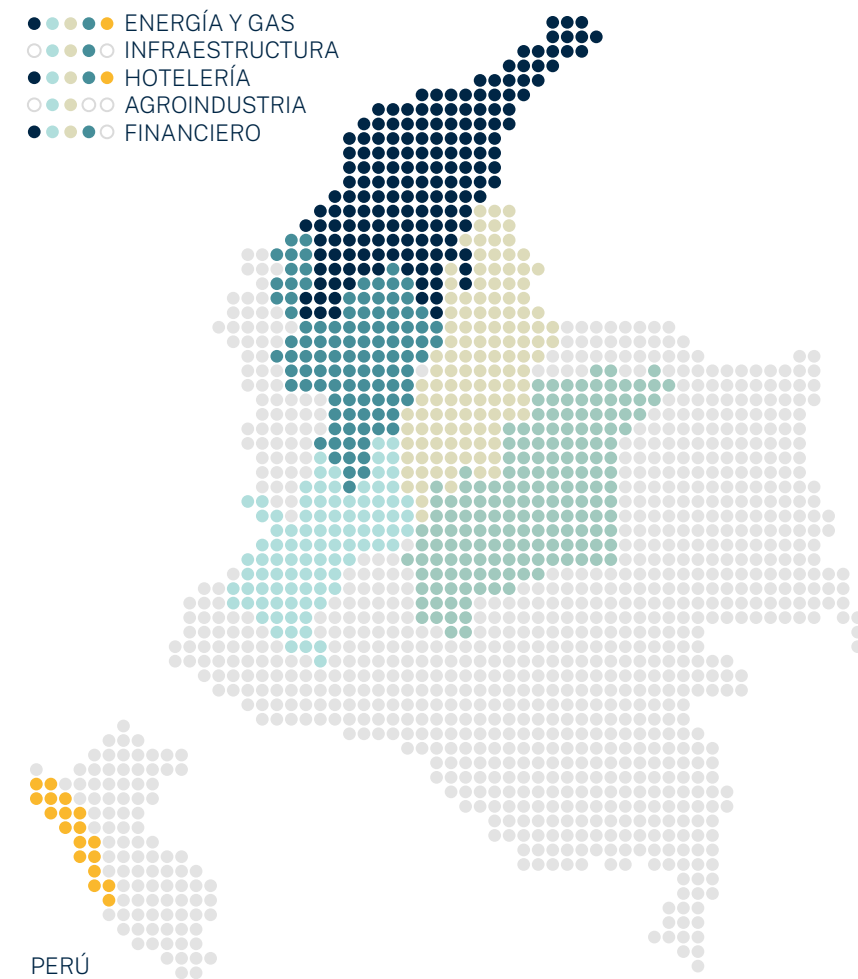 ENERGÍA Y GAS
INFRAESTRUCTURA
HOTELERÍA
AGROINDUSTRIA
FINANCIERO
PERÚ